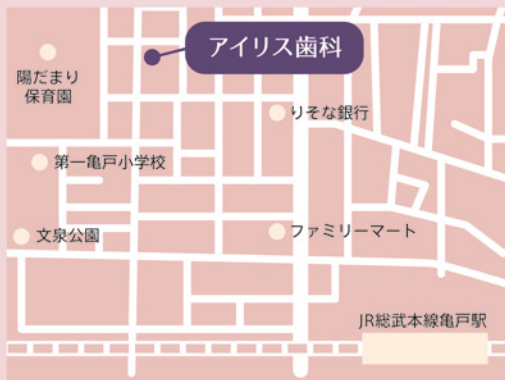 アイリス歯科
陽だまり
保育園
りそな銀行
第一亀戸小学校
文泉公園
ファミリーマート
JR総武本線亀戸駅